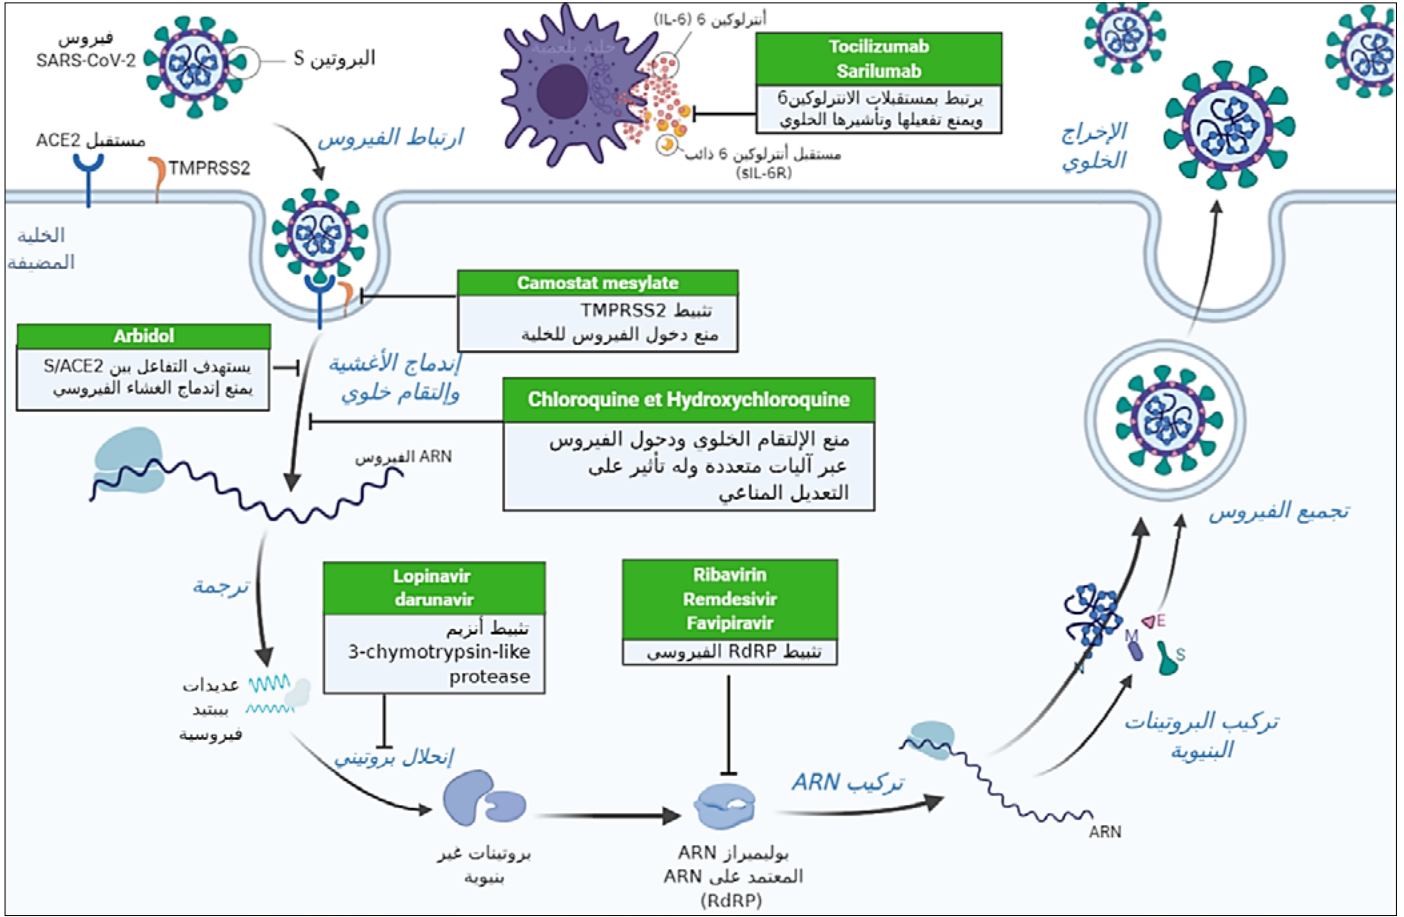 فيروس
SARS-CoV-2
البروتين S
مستقبل ACE2
TMPRSS2
ارتباط الفيروس
الخلية
المضيفة
أنترلوكين 6 (IL-6)
خلية بلعمية
مستقبل أنترلوكين 6 ذائب
(sIL-6R)
Tocilizumab
Sarilumab
يرتبط بمستقبلات الانترلوكين6
ويمنع تفعيلها وتأشيرها الخلوي
الإخراج
الخلوي
Camostat mesylate
تثبيط TMPRSS2
منع دخول الفيروس للخلية
Arbidol
يستهدف التفاعل بين S/ACE2
يمنع إندماج الغشاء الفيروسي
إندماج الأغشية
وإلتقام خلوي
Chloroquine et Hydroxychloroquine
منع الإلتقام الخلوي ودخول الفيروس
عبر آليات متعددة وله تأثير على
التعديل المناعي
ARN الفيروس
ترجمة
عديدات
بيبتيد
فيروسية
Lopinavir
darunavir
تثبيط أنزيم
3-chymotrypsin-like
protease
إنحلال بروتيني
بروتينات غير
بنيوية
Ribavirin
Remdesivir
Favipiravir
تثبيط RdRP الفيروسي
بوليميراز ARN
المعتمد على ARN
(RdRP)
تركيب ARN
ARN
تركيب البروتينات
البنيوية
N
M
E
S
تجميع الفيروس